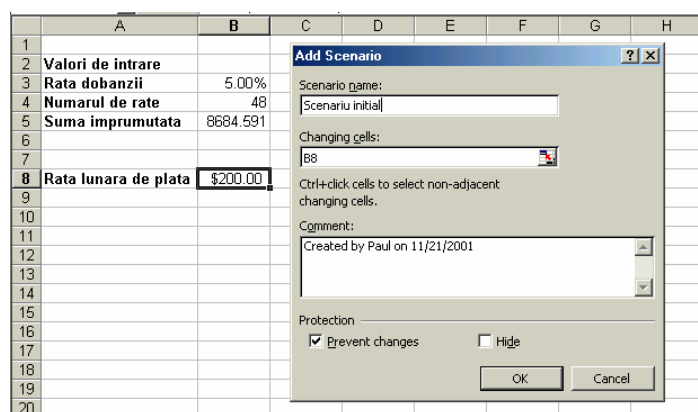 A B C D E F G H
1
2 Valori de intrare
3 Rata dobanzii 5.00%
4 Numarul de rate 48
5 Suma imprumutata 8684.591
6
7
8 Rata lunara de plata $200.00
9
10
11
12
13
14
15
16
17
18
19
20
Add Scenario
Scenario name:
Scenariu initial
Changing cells:
B8
Ctrl+click cells to select non-adjacent
changing cells.
Comment:
Created by Paul on 11/21/2001
Protection
Prevent changes Hide
OK Cancel